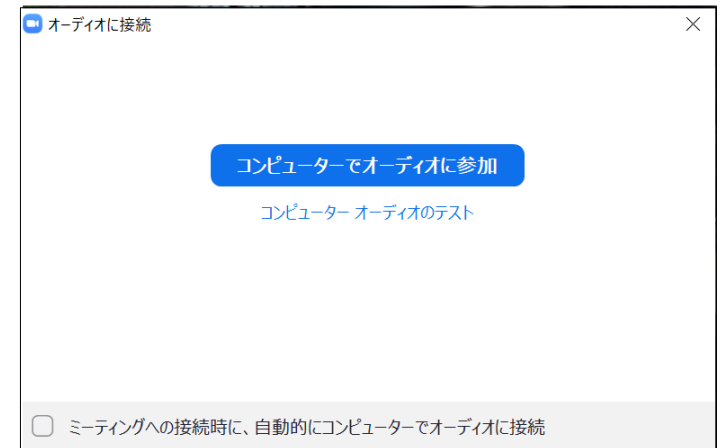 オーディオに接続
コンピューターでオーディオに参加
コンピューター オーディオのテスト
ミーティングへの接続時に、自動的にコンピューターでオーディオに接続